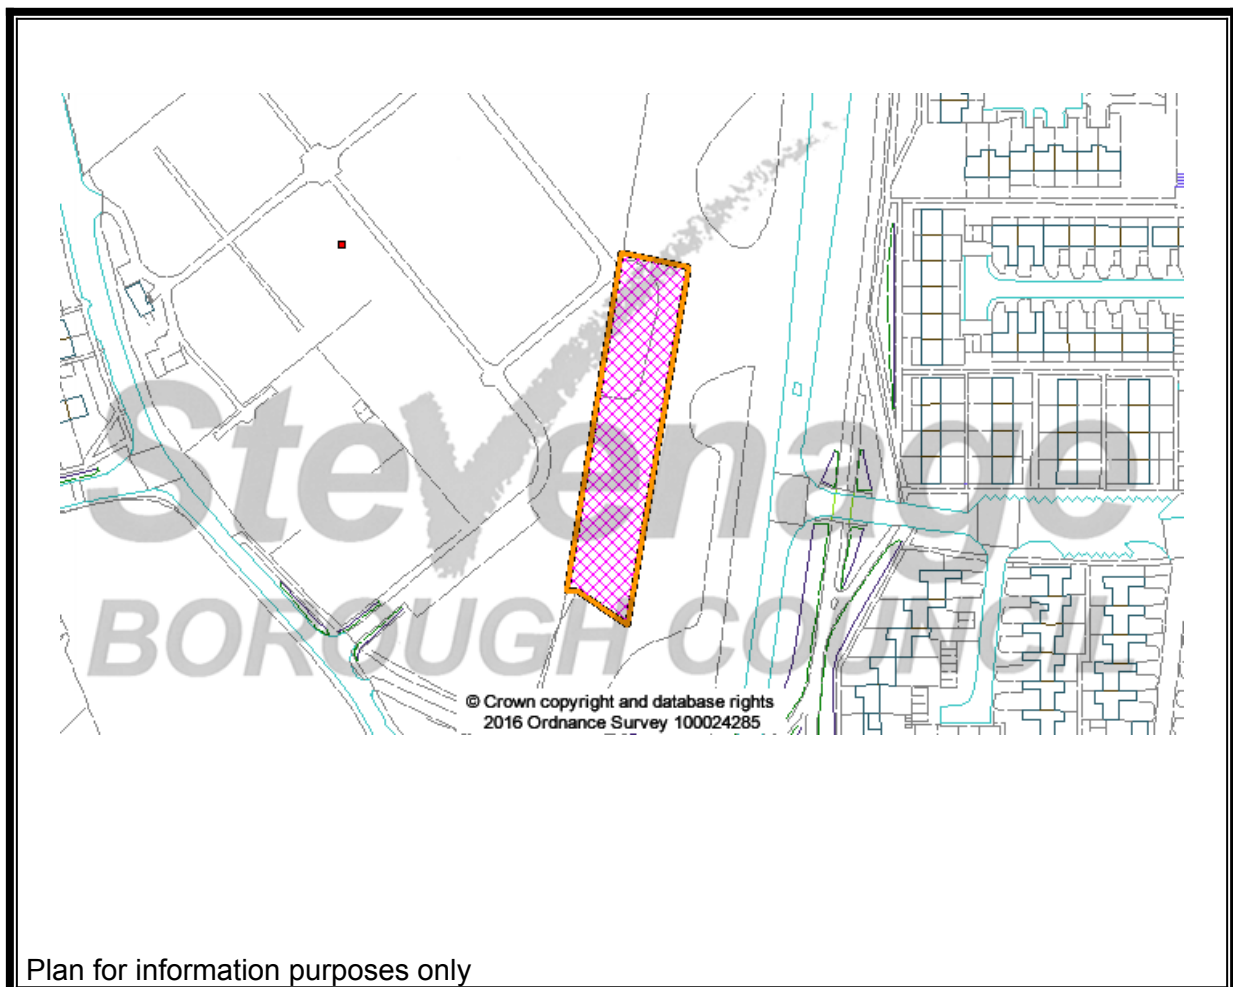 Stevenage
BOROUGH COUNCIL
© Crown copyright and database rights
2016 Ordnance Survey 100024285
Plan for information purposes only